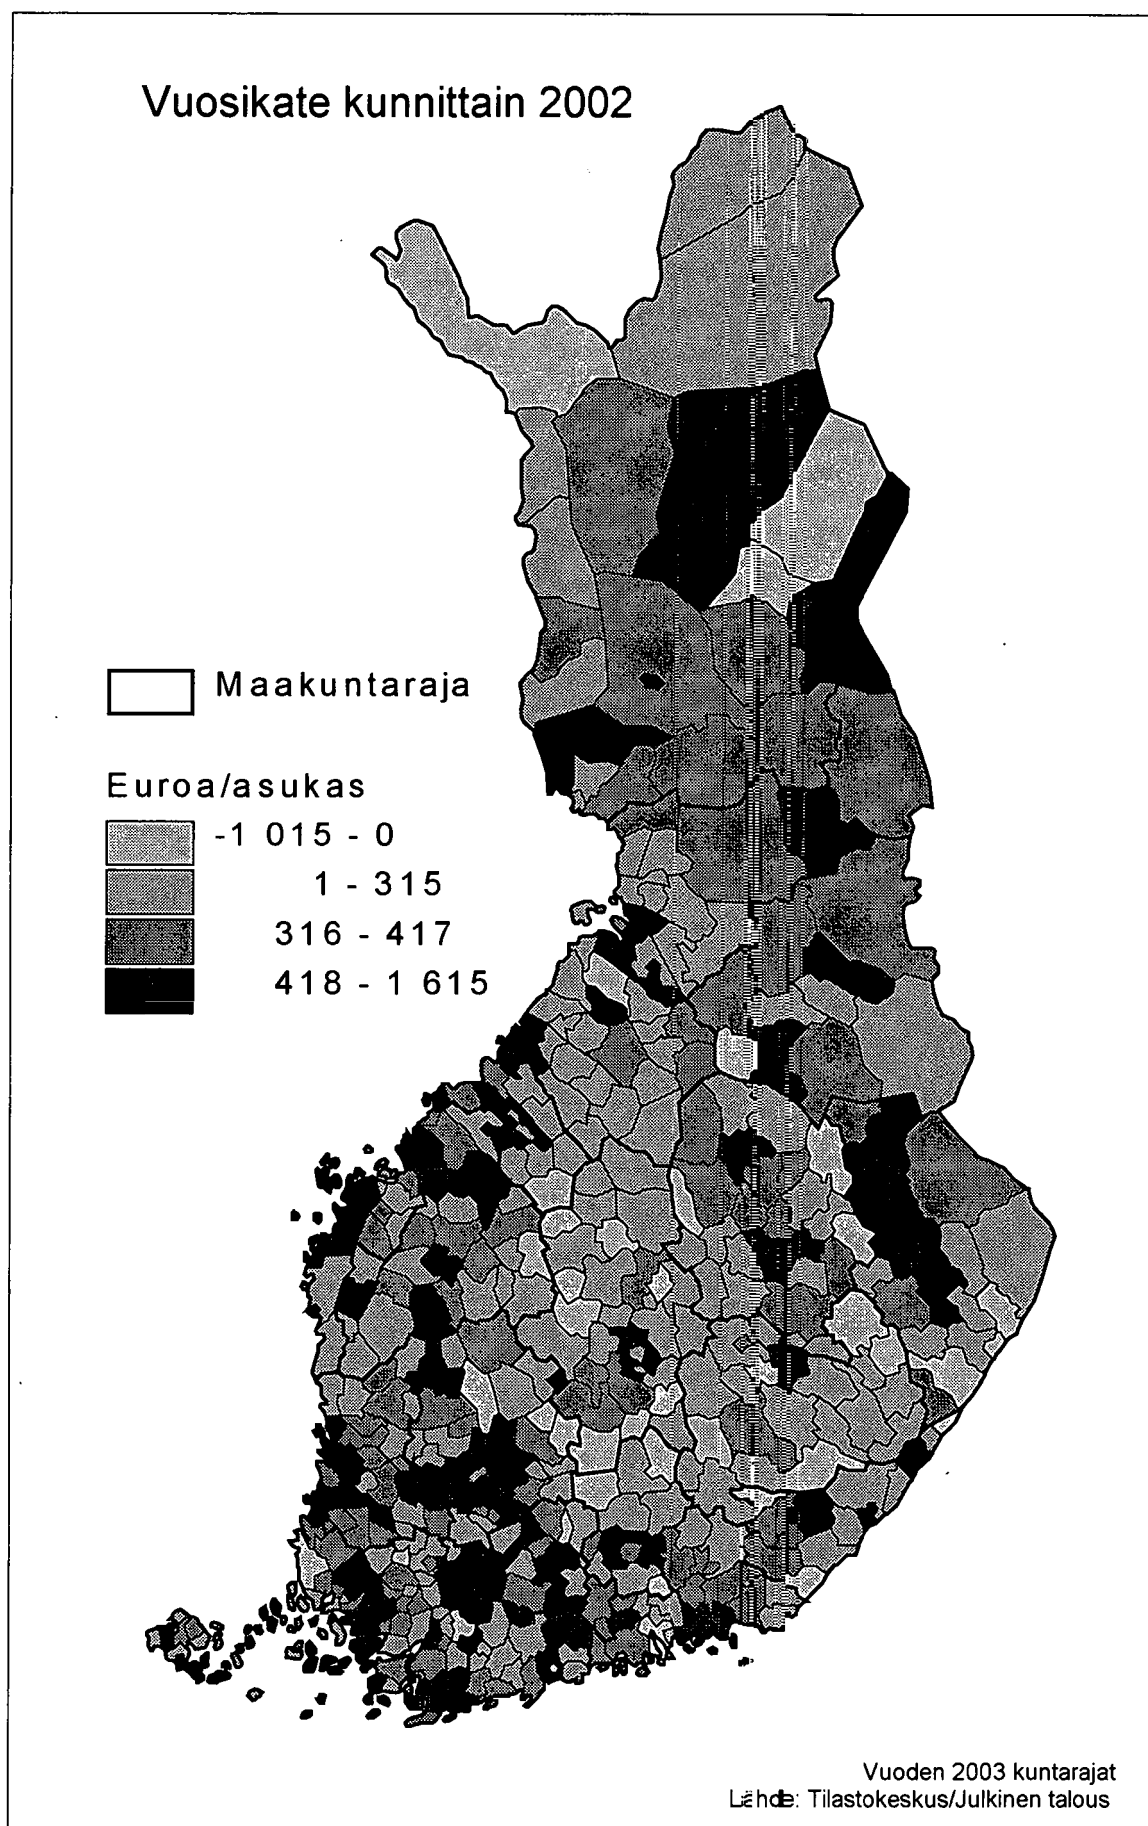 Vuosikate kunnittain 2002
Maakuntaraja
Euroa/asukas
-1 015 - 0
1 - 315
316 - 417
418 - 1 615
Vuoden 2003 kuntarajat
Lähde: Tilastokeskus/Julkinen talous